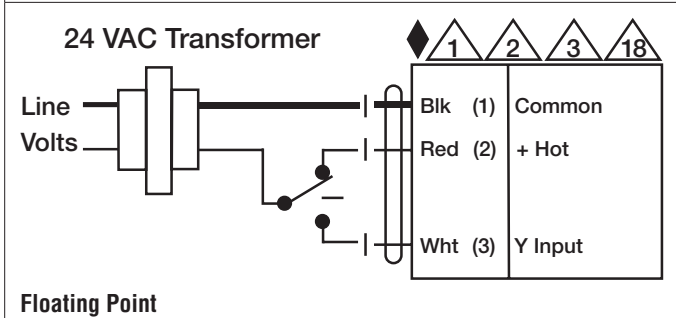 24 VAC Transformer
1 2 3 18
Line
Volts
Blk (1) Common
Red (2) + Hot
Wht (3) Y Input
Floating Point